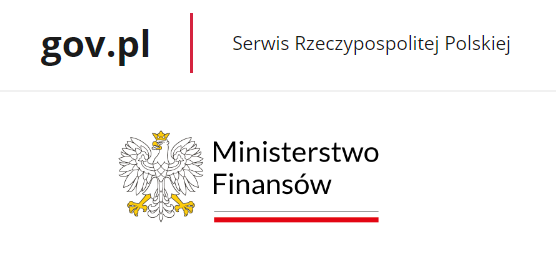 gov.pl
Serwis Rzeczypospolitej Polskiej
Ministerstwo
Finansów